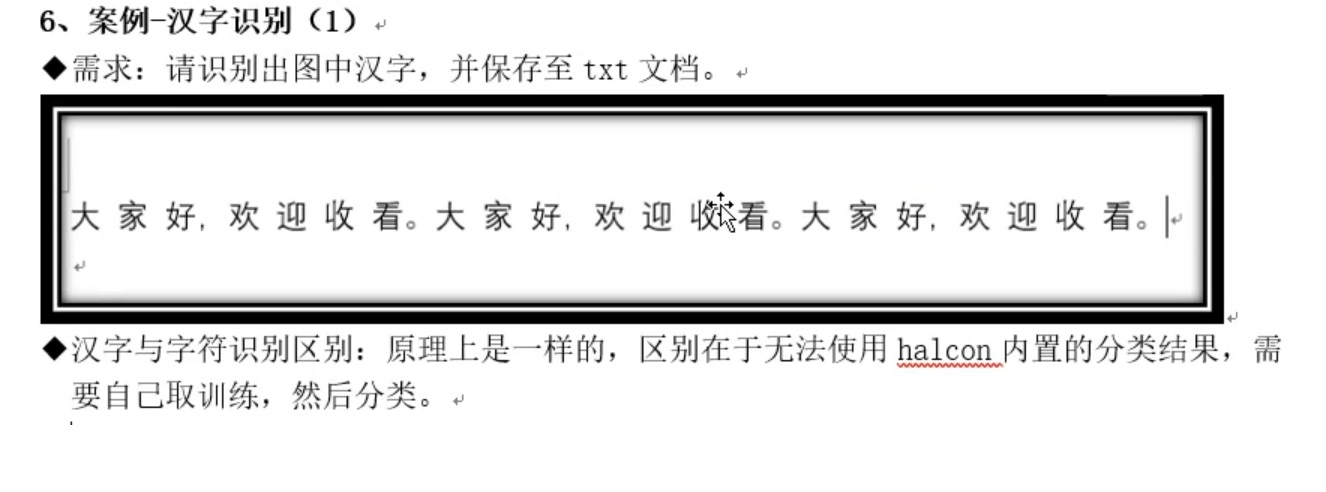 6、案例-汉字识别（1）
◆需求：请识别出图中汉字，并保存至 txt 文档。
大 家 好，欢 迎 收 看。大 家 好，欢 迎 收 看。大 家 好，欢 迎 收 看。
◆汉字与字符识别区别：原理上是一样的，区别在于无法使用 halcon 内置的分类结果，需
要自己取训练，然后分类。